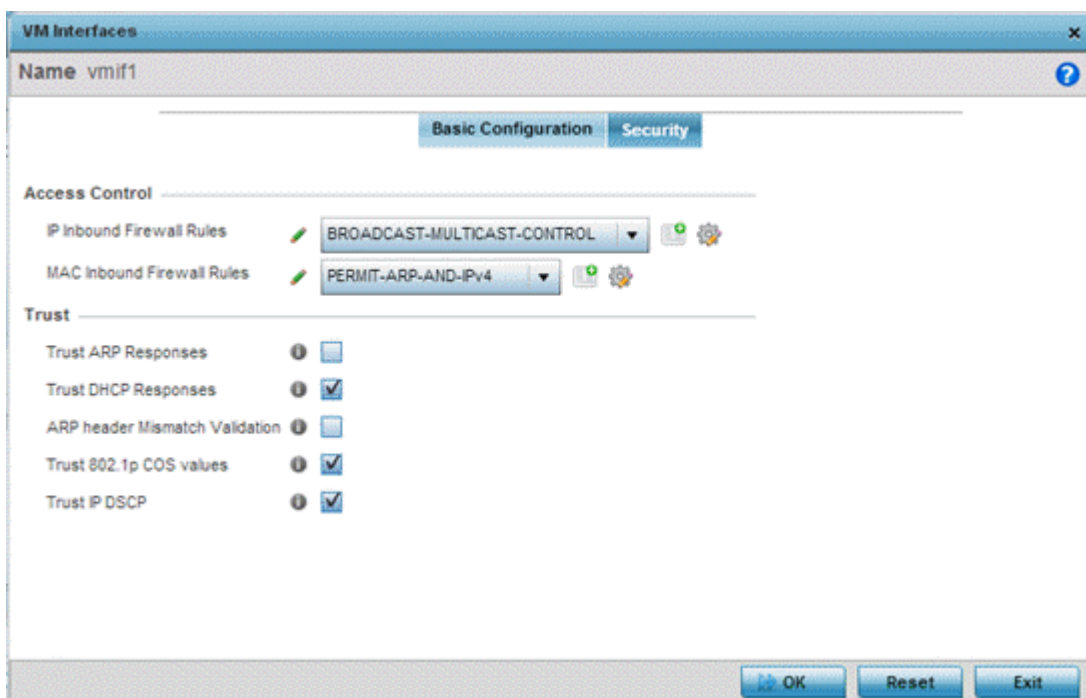 VM Interfaces
Name vmif1
Basic Configuration Security
Access Control
IP Inbound Firewall Rules BROADCAST-MULTICAST-CONTROL
MAC Inbound Firewall Rules PERMIT-ARP-AND-IPv4
Trust
Trust ARP Responses
Trust DHCP Responses
ARP header Mismatch Validation
Trust 802.1p COS values
Trust IP DSCP
OK Reset Exit